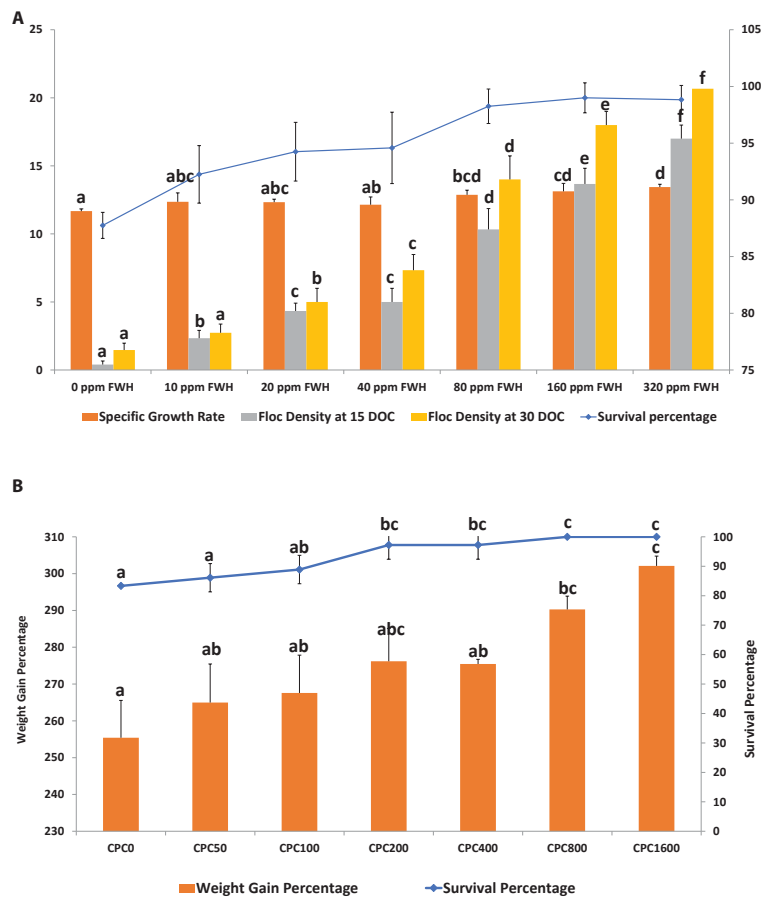 A
25 105
a abc abc ab bcd cd d
a b c c d e f
a a b c d e f
20 100
15 95
90
10 85
5 80
0 75
0 ppm FWH 10 ppm FWH 20 ppm FWH 40 ppm FWH 80 ppm FWH 160 ppm FWH 320 ppm FWH
Specific Growth Rate Floc Density at 15 DOC Floc Density at 30 DOC Survival percentage
B
310 100
a a ab bc bc c c
300 90
a ab ab abc ab bc c
290 80
70
280 60
270 50
260 40
30
250 20
240 10
230 0
Weight Gain Percentage
Survival Percentage
CPC0 CPC50 CPC100 CPC200 CPC400 CPC800 CPC1600
Weight Gain Percentage Survival Percentage